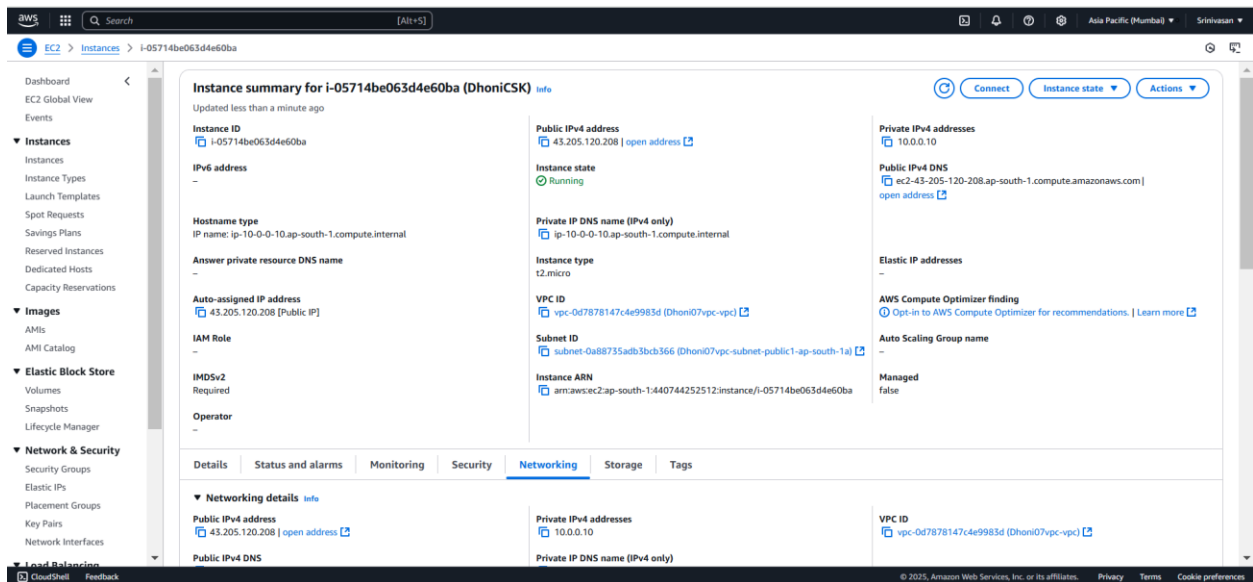 aws
Search [Alt+S]
Asia Pacific (Mumbai) ▼ Srinivasan ▼
EC2 > Instances > i-05714be063d4e60ba
Dashboard
EC2 Global View
Events
▼ Instances
Instances
Instance Types
Launch Templates
Spot Requests
Savings Plans
Reserved Instances
Dedicated Hosts
Capacity Reservations
▼ Images
AMIs
AMI Catalog
▼ Elastic Block Store
Volumes
Snapshots
Lifecycle Manager
▼ Network & Security
Security Groups
Elastic IPs
Placement Groups
Key Pairs
Network Interfaces
▼ Load Balancing
Instance summary for i-05714be063d4e60ba (DhoniCSK) Info
Connect
Instance state ▼
Actions ▼
Updated less than a minute ago
Instance ID
i-05714be063d4e60ba
Public IPv4 address
43.205.120.208 | open address
Private IPv4 addresses
10.0.0.10
IPv6 address
–
Instance state
Running
Public IPv4 DNS
ec2-43-205-120-208.ap-south-1.compute.amazonaws.com |
open address
Hostname type
IP name: ip-10-0-0-10.ap-south-1.compute.internal
Private IP DNS name (IPv4 only)
ip-10-0-0-10.ap-south-1.compute.internal
Answer private resource DNS name
–
Instance type
t2.micro
Elastic IP addresses
–
Auto-assigned IP address
43.205.120.208 [Public IP]
VPC ID
vpc-0d7878147c4e9983d (Dhoni07vpc-vpc)
AWS Compute Optimizer finding
Opt-in to AWS Compute Optimizer for recommendations. | Learn more
IAM Role
–
Subnet ID
subnet-0a88735adb3bcb366 (Dhoni07vpc-subnet-public1-ap-south-1a)
Auto Scaling Group name
–
IMDSv2
Required
Instance ARN
arn:aws:ec2:ap-south-1:440744252512:instance/i-05714be063d4e60ba
Managed
false
Operator
–
Details Status and alarms Monitoring Security Networking Storage Tags
▼ Networking details Info
Public IPv4 address
43.205.120.208 | open address
Private IPv4 addresses
10.0.0.10
VPC ID
vpc-0d7878147c4e9983d (Dhoni07vpc-vpc)
Public IPv4 DNS
Private IP DNS name (IPv4 only)
CloudShell Feedback
© 2025, Amazon Web Services, Inc. or its affiliates. Privacy Terms Cookie preferences